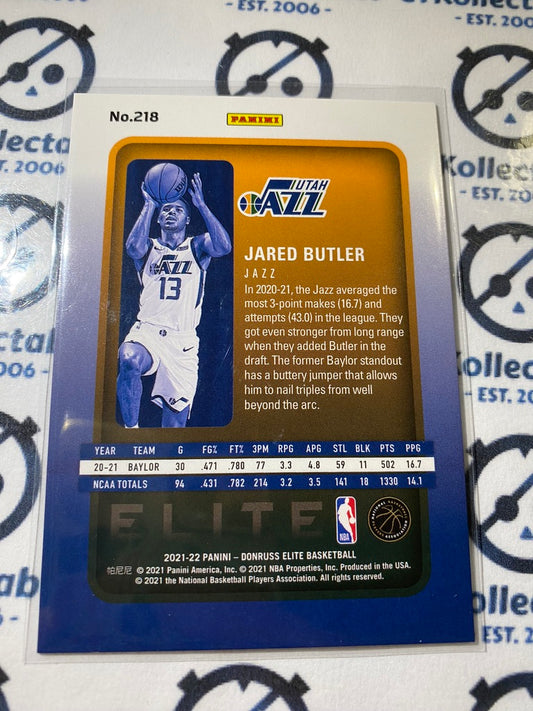 - EST. 2006 -
2006 -
No.218
PANINI
UTAH
JAZZ
JAZZ
13
JARED BUTLER
JAZZ
In 2020-21, the Jazz averaged the
most 3-point makes (16.7) and
attempts (43.0) in the league. They
got even stronger from long range
when they added Butler in the
draft. The former Baylor standout
has a buttery jumper that allows
him to nail triples from well
beyond the arc.
YEAR TEAM G FG% FT% 3PM RPG APG STL BLK PTS PPG
20-21 BAYLOR 30 .471 .780 77 3.3 4.8 59 11 502 16.7
NCAA TOTALS 94 .431 .782 214 3.2 3.5 141 18 1330 14.1
ELITE
NBA
2021-22 PANINI – DONRUSS ELITE BASKETBALL
帕尼尼 © 2021 Panini America, Inc. © 2021 NBA Properties, Inc. Produced in the USA.
© 2021 the National Basketball Players Association. All rights reserved.
Kollectab
- EST. 2006 -